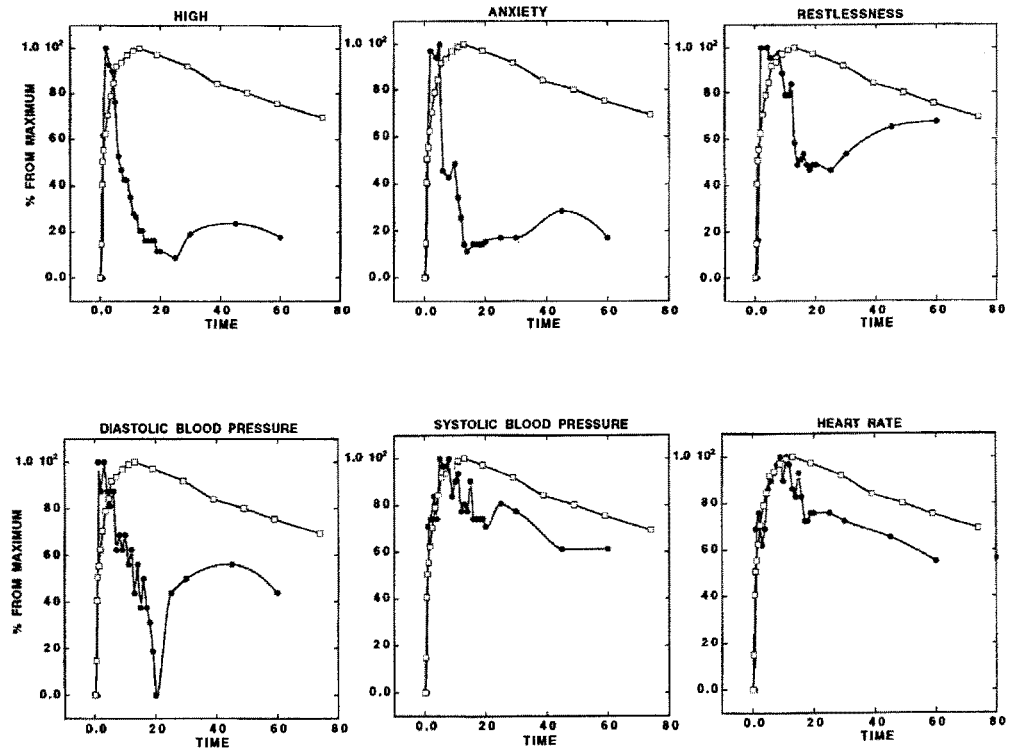 HIGH
ANXIETY
RESTLESSNESS
% FROM MAXIMUM
1.0 10²
80
60
40
20
0.0
0.0 20 40 60 80
TIME
1.0 10²
80
60
40
20
0.0
0.0 20 40 60 80
TIME
1.0 10²
80
60
40
20
0.0
0.0 20 40 60 80
TIME
DIASTOLIC BLOOD PRESSURE
SYSTOLIC BLOOD PRESSURE
HEART RATE
% FROM MAXIMUM
1.0 10²
80
60
40
20
0.0
0.0 20 40 60 80
TIME
1.0 10²
80
60
40
20
0.0
0.0 20 40 60 80
TIME
1.0 10²
80
60
40
20
0.0
0.0 20 40 60 80
TIME